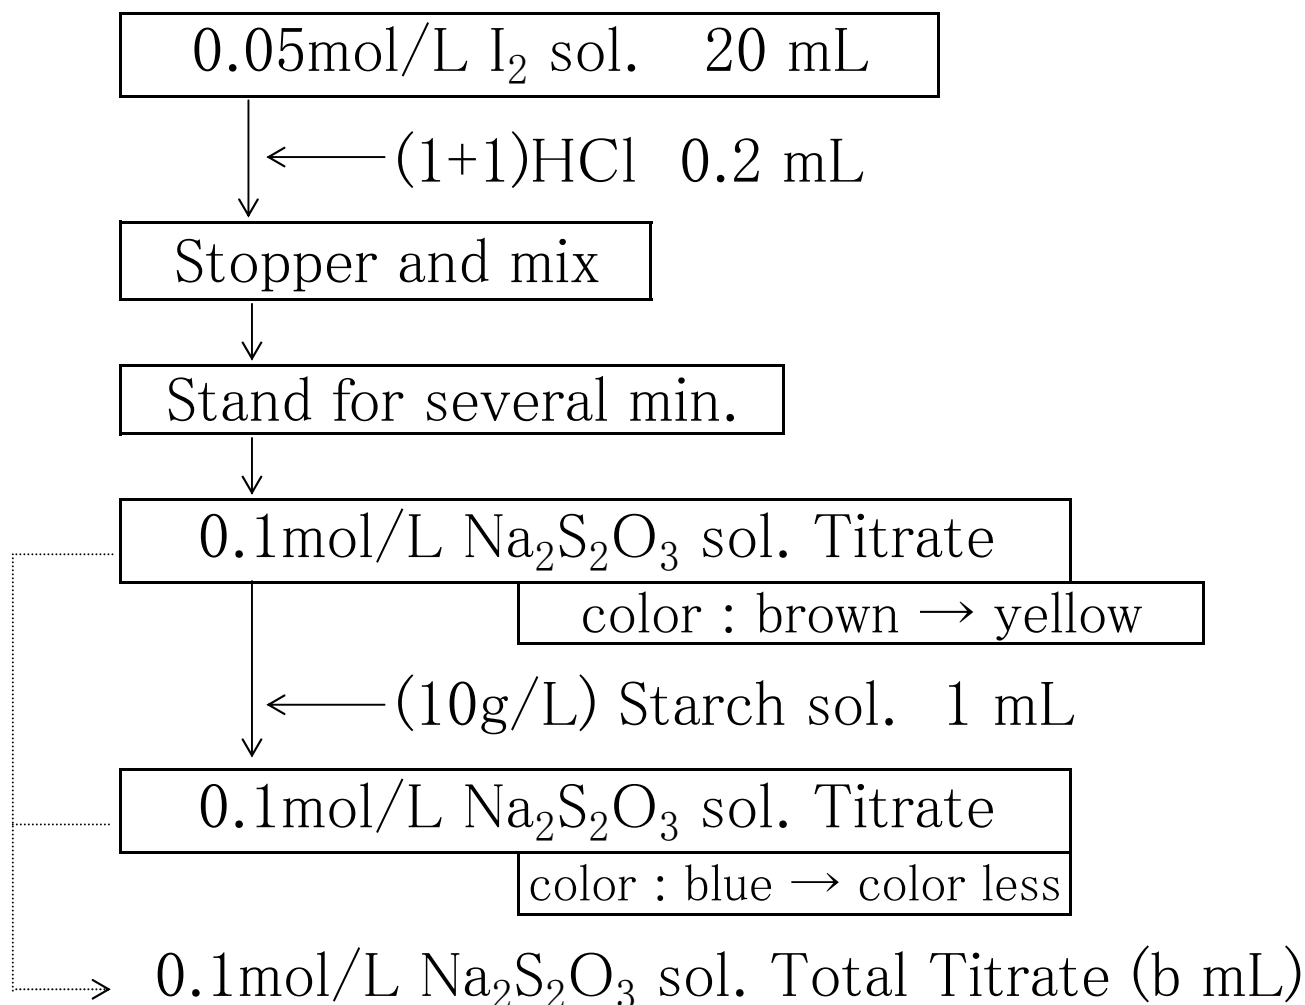 0.05mol/L I₂ sol. 20 mL
(1+1)HCl 0.2 mL
Stopper and mix
Stand for several min.
0.1mol/L Na₂S₂O₃ sol. Titrate
color : brown → yellow
(10g/L) Starch sol. 1 mL
0.1mol/L Na₂S₂O₃ sol. Titrate
color : blue → color less
0.1mol/L Na₂S₂O₃ sol. Total Titrate (b mL)